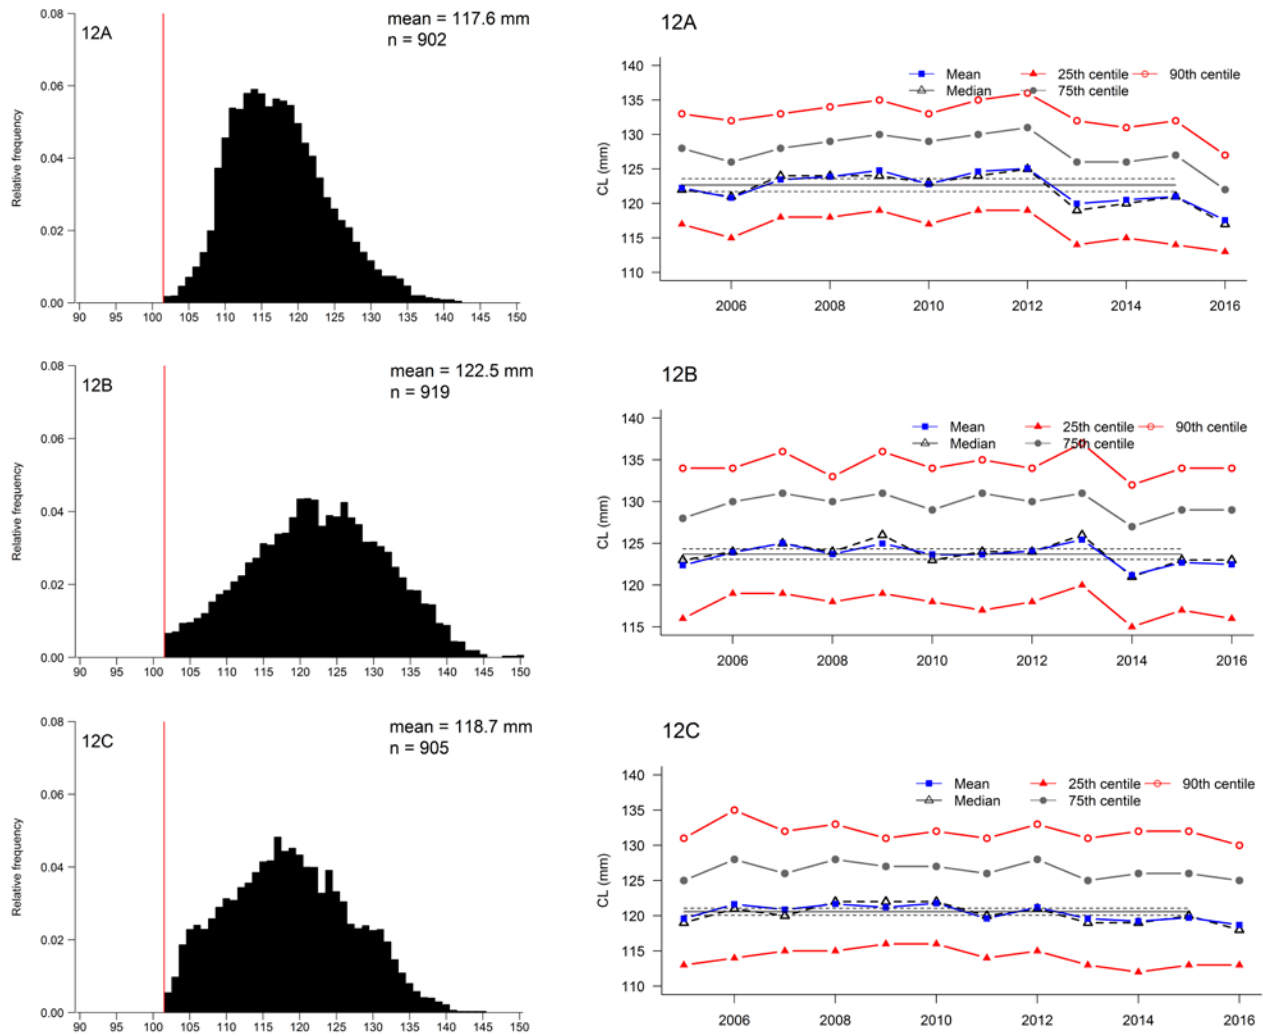 12A
mean = 117.6 mm
n = 902
Relative frequency
0.08
0.06
0.04
0.02
0.00
90 95 100 105 110 115 120 125 130 135 140 145 150
12A
Mean 25th centile 90th centile
Median 75th centile
CL (mm)
140
135
130
125
120
115
110
2006 2008 2010 2012 2014 2016
12B
mean = 122.5 mm
n = 919
Relative frequency
0.08
0.06
0.04
0.02
0.00
90 95 100 105 110 115 120 125 130 135 140 145 150
12B
Mean 25th centile 90th centile
Median 75th centile
CL (mm)
140
135
130
125
120
115
2006 2008 2010 2012 2014 2016
12C
mean = 118.7 mm
n = 905
Relative frequency
0.08
0.06
0.04
0.02
0.00
90 95 100 105 110 115 120 125 130 135 140 145 150
12C
Mean 25th centile 90th centile
Median 75th centile
CL (mm)
140
135
130
125
120
115
110
2006 2008 2010 2012 2014 2016